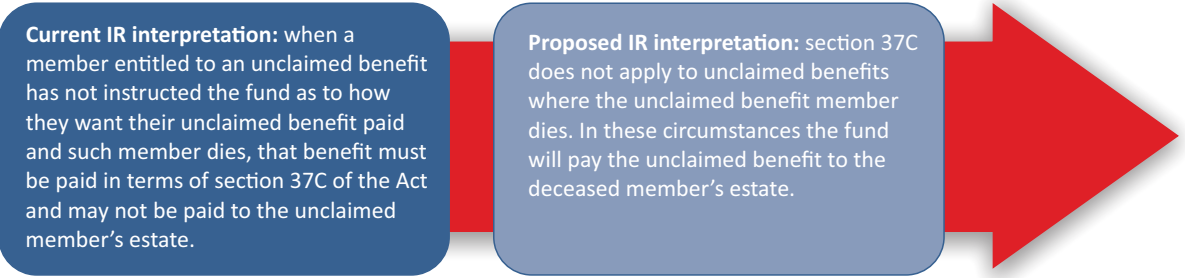 Current IR interpretation: when a
member entitled to an unclaimed benefit
has not instructed the fund as to how
they want their unclaimed benefit paid
and such member dies, that benefit must
be paid in terms of section 37C of the Act
and may not be paid to the unclaimed
member's estate.
Proposed IR interpretation: section 37C
does not apply to unclaimed benefits
where the unclaimed benefit member
dies. In these circumstances the fund
will pay the unclaimed benefit to the
deceased member's estate.